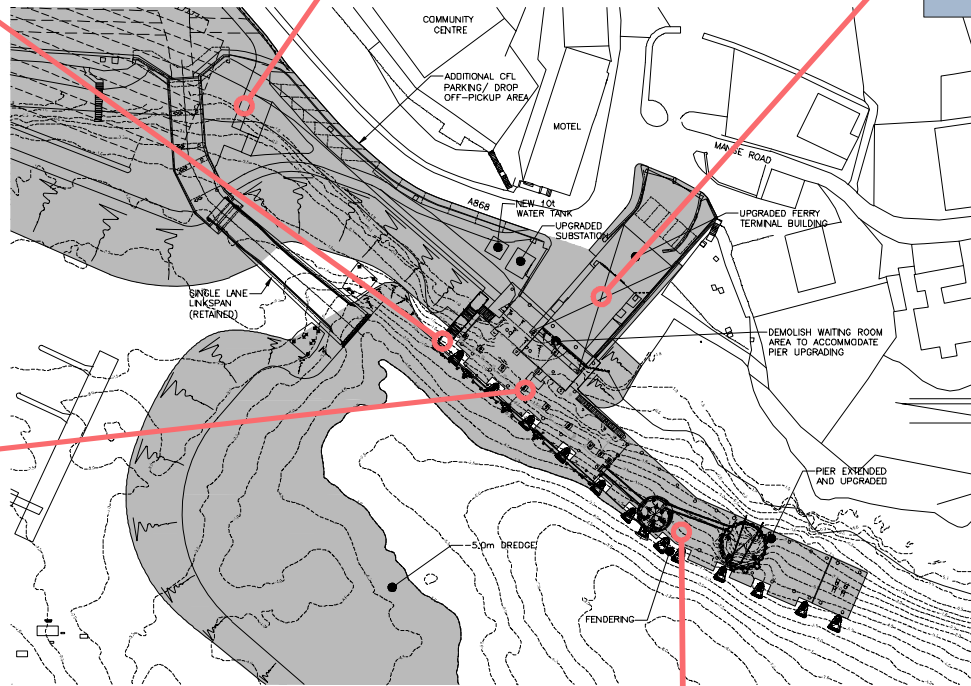 COMMUNITY
CENTRE
ADDITIONAL CFL
PARKING/ DROP
OFF-PICKUP AREA
MOTEL
MANSE ROAD
A868
NEW 10t
WATER TANK
UPGRADED
SUBSTATION
UPGRADED FERRY
TERMINAL BUILDING
SINGLE LANE
LINKSPAN
(RETAINED)
DEMOLISH WAITING ROOM
AREA TO ACCOMMODATE
PIER UPGRADING
PIER EXTENDED
AND UPGRADED
-5.0m DREDGE
FENDERING